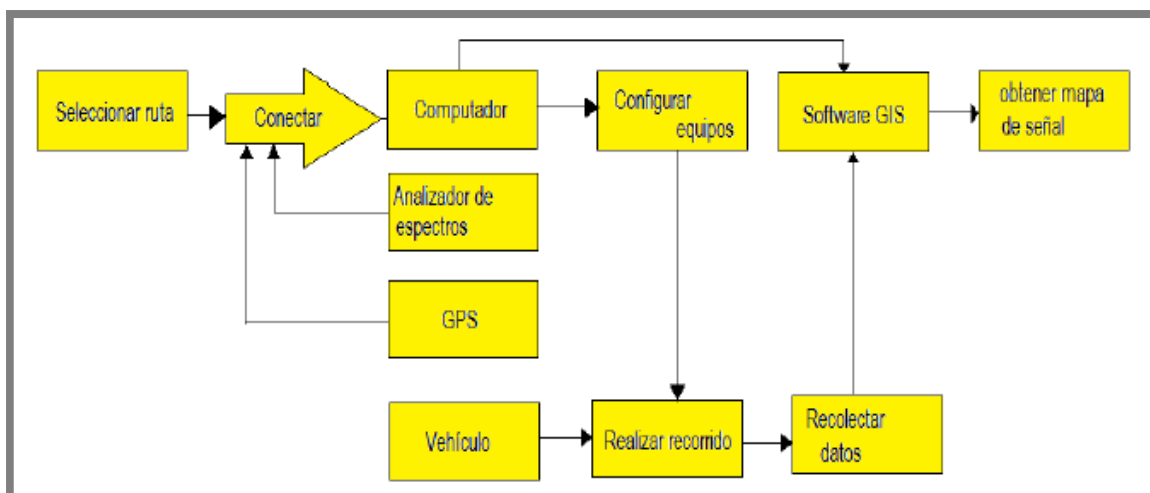 Seleccionar ruta
Conectar
Computador
Configurar
equipos
Software GIS
obtener mapa
de señal
Analizador de
espectros
GPS
Vehículo
Realizar recorrido
Recolectar
datos